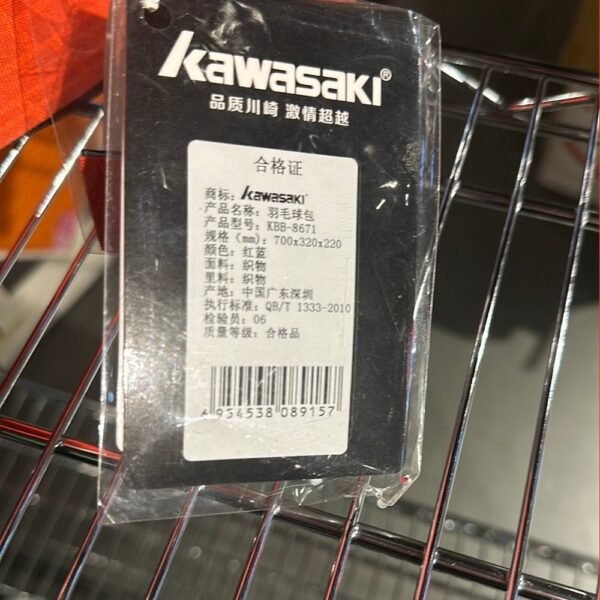 Kawasaki®
品质川崎 激情超越
合格证
商标：Kawasaki
产品名称：羽毛球包
产品型号：KBB-8671
规格（mm）：700x320x220
颜色：红蓝
面料：织物
里料：织物
产地：中国广东深圳
执行标准：QB/T 1333-2010
检验员：06
质量等级：合格品
6 954538 089157